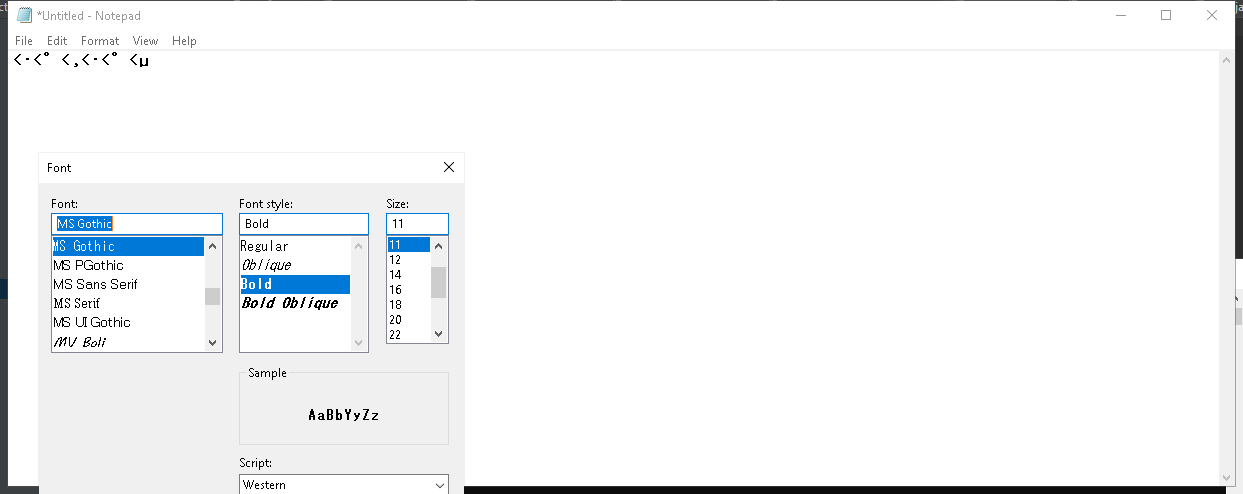 *Untitled - Notepad
File Edit Format View Help
<·<° <¸<·<° <µ
Font
Font: Font style: Size:
MS Gothic Bold 11
MS Gothic Regular 11
MS PGothic Oblique 12
MS Sans Serif Bold 14
MS Serif Bold Oblique 16
MS UI Gothic 18
MV Boli 20
22
Sample
AaBbYyZz
Script:
Western